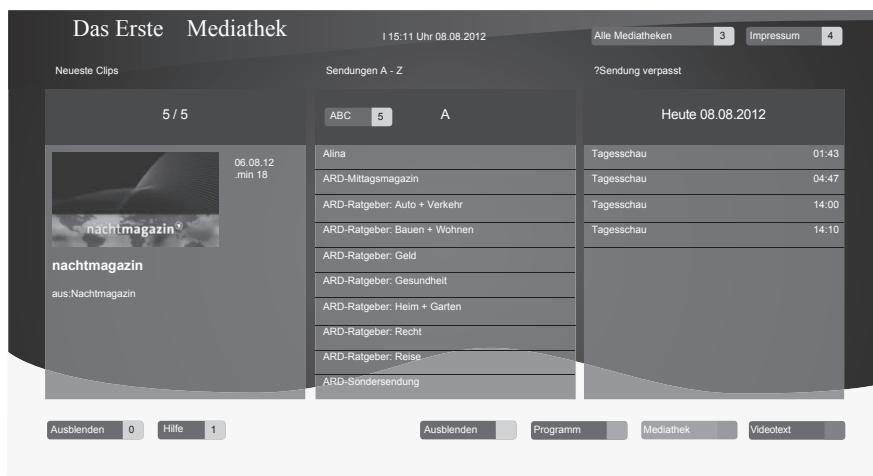 Das Erste Mediathek
I 15:11 Uhr 08.08.2012
Alle Mediatheken 3
Impressum 4
Neueste Clips
Sendungen A - Z
?Sendung verpasst
5 / 5
ABC 5 A
Heute 08.08.2012
06.08.12
.min 18
nachtmagazin
nachtmagazin
aus:Nachtmagazin
Alina
ARD-Mittagsmagazin
ARD-Ratgeber: Auto + Verkehr
ARD-Ratgeber: Bauen + Wohnen
ARD-Ratgeber: Geld
ARD-Ratgeber: Gesundheit
ARD-Ratgeber: Heim + Garten
ARD-Ratgeber: Recht
ARD-Ratgeber: Reise
ARD-Sondersendung
Tagesschau 01:43
Tagesschau 04:47
Tagesschau 14:00
Tagesschau 14:10
Ausblenden 0
Hilfe 1
Ausblenden
Programm
Mediathek
Videotext